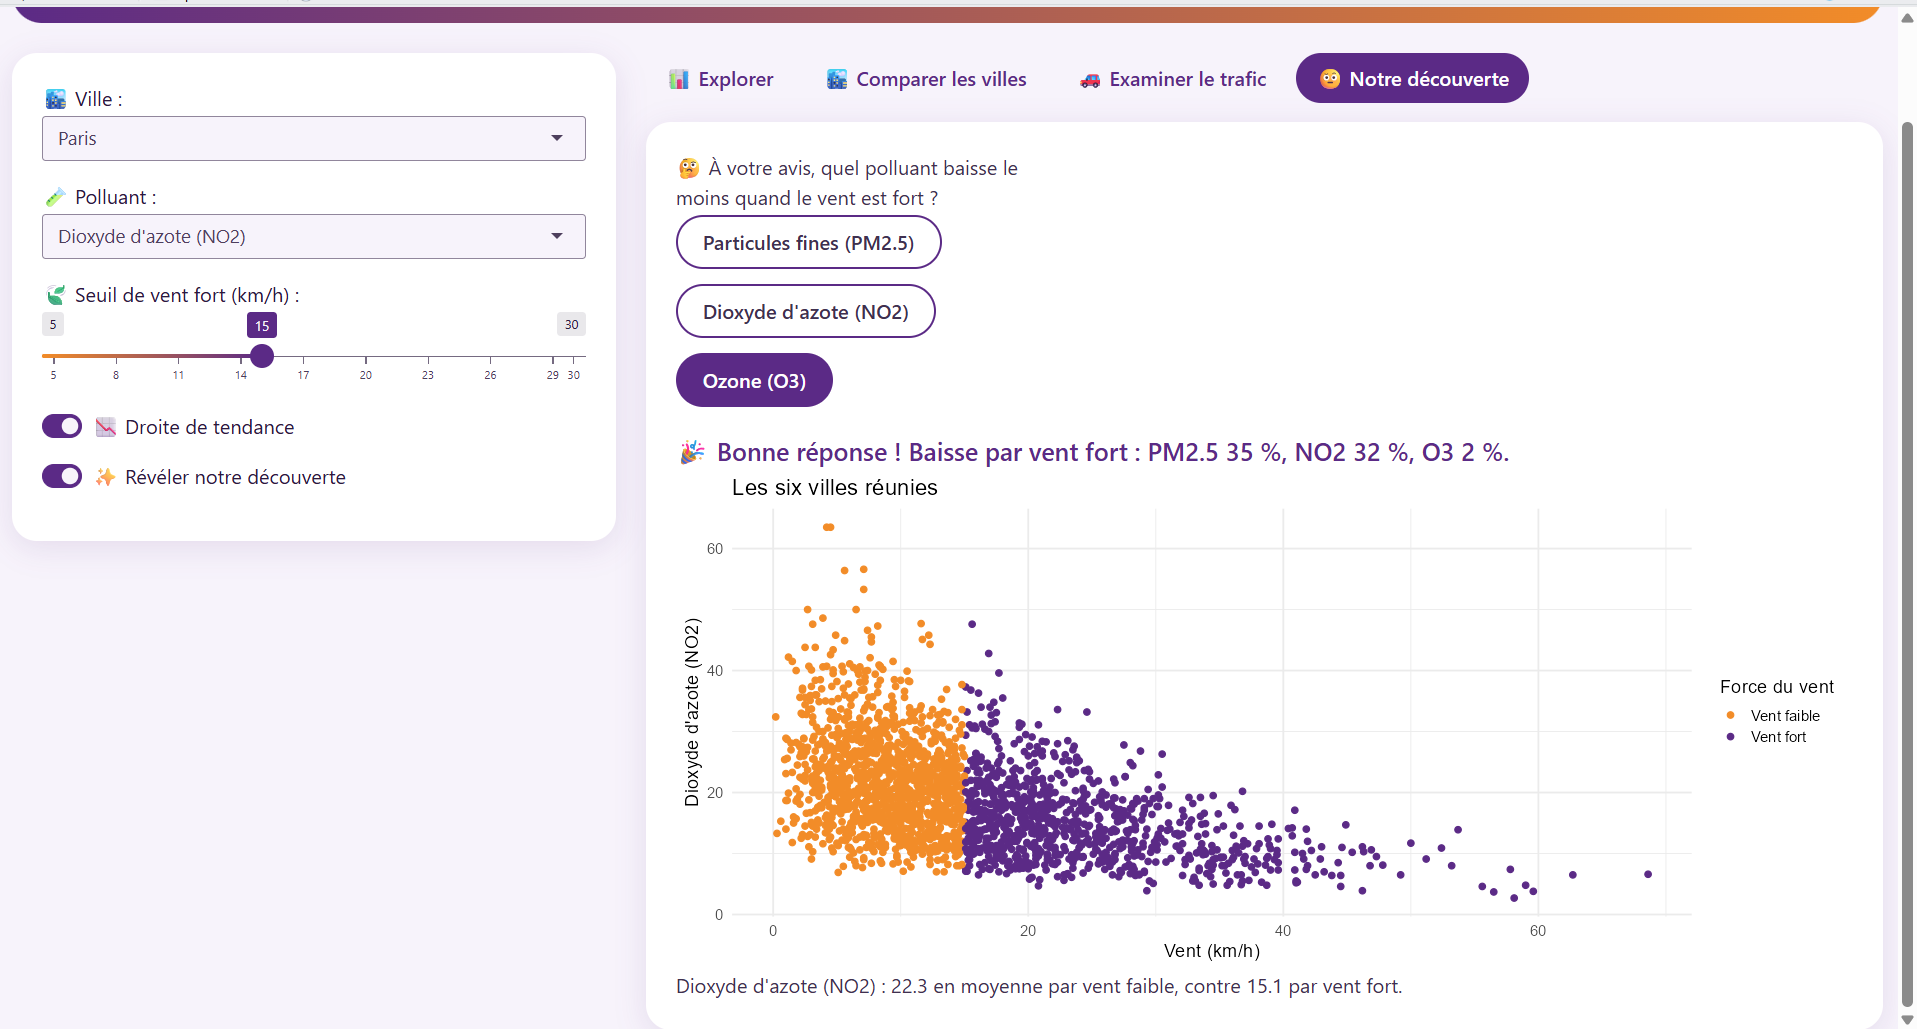 Ville :
Paris
Polluant :
Dioxyde d'azote (NO2)
Seuil de vent fort (km/h) :
5 15 30
5 8 11 14 17 20 23 26 29 30
Droite de tendance
Révéler notre découverte
Explorer Comparer les villes Examiner le trafic Notre découverte
À votre avis, quel polluant baisse le
moins quand le vent est fort ?
Particules fines (PM2.5)
Dioxyde d'azote (NO2)
Ozone (O3)
Bonne réponse ! Baisse par vent fort : PM2.5 35 %, NO2 32 %, O3 2 %.
Les six villes réunies
Dioxyde d'azote (NO2)
60
40
20
0
0 20 40 60
Vent (km/h)
Force du vent
Vent faible
Vent fort
Dioxyde d'azote (NO2) : 22.3 en moyenne par vent faible, contre 15.1 par vent fort.